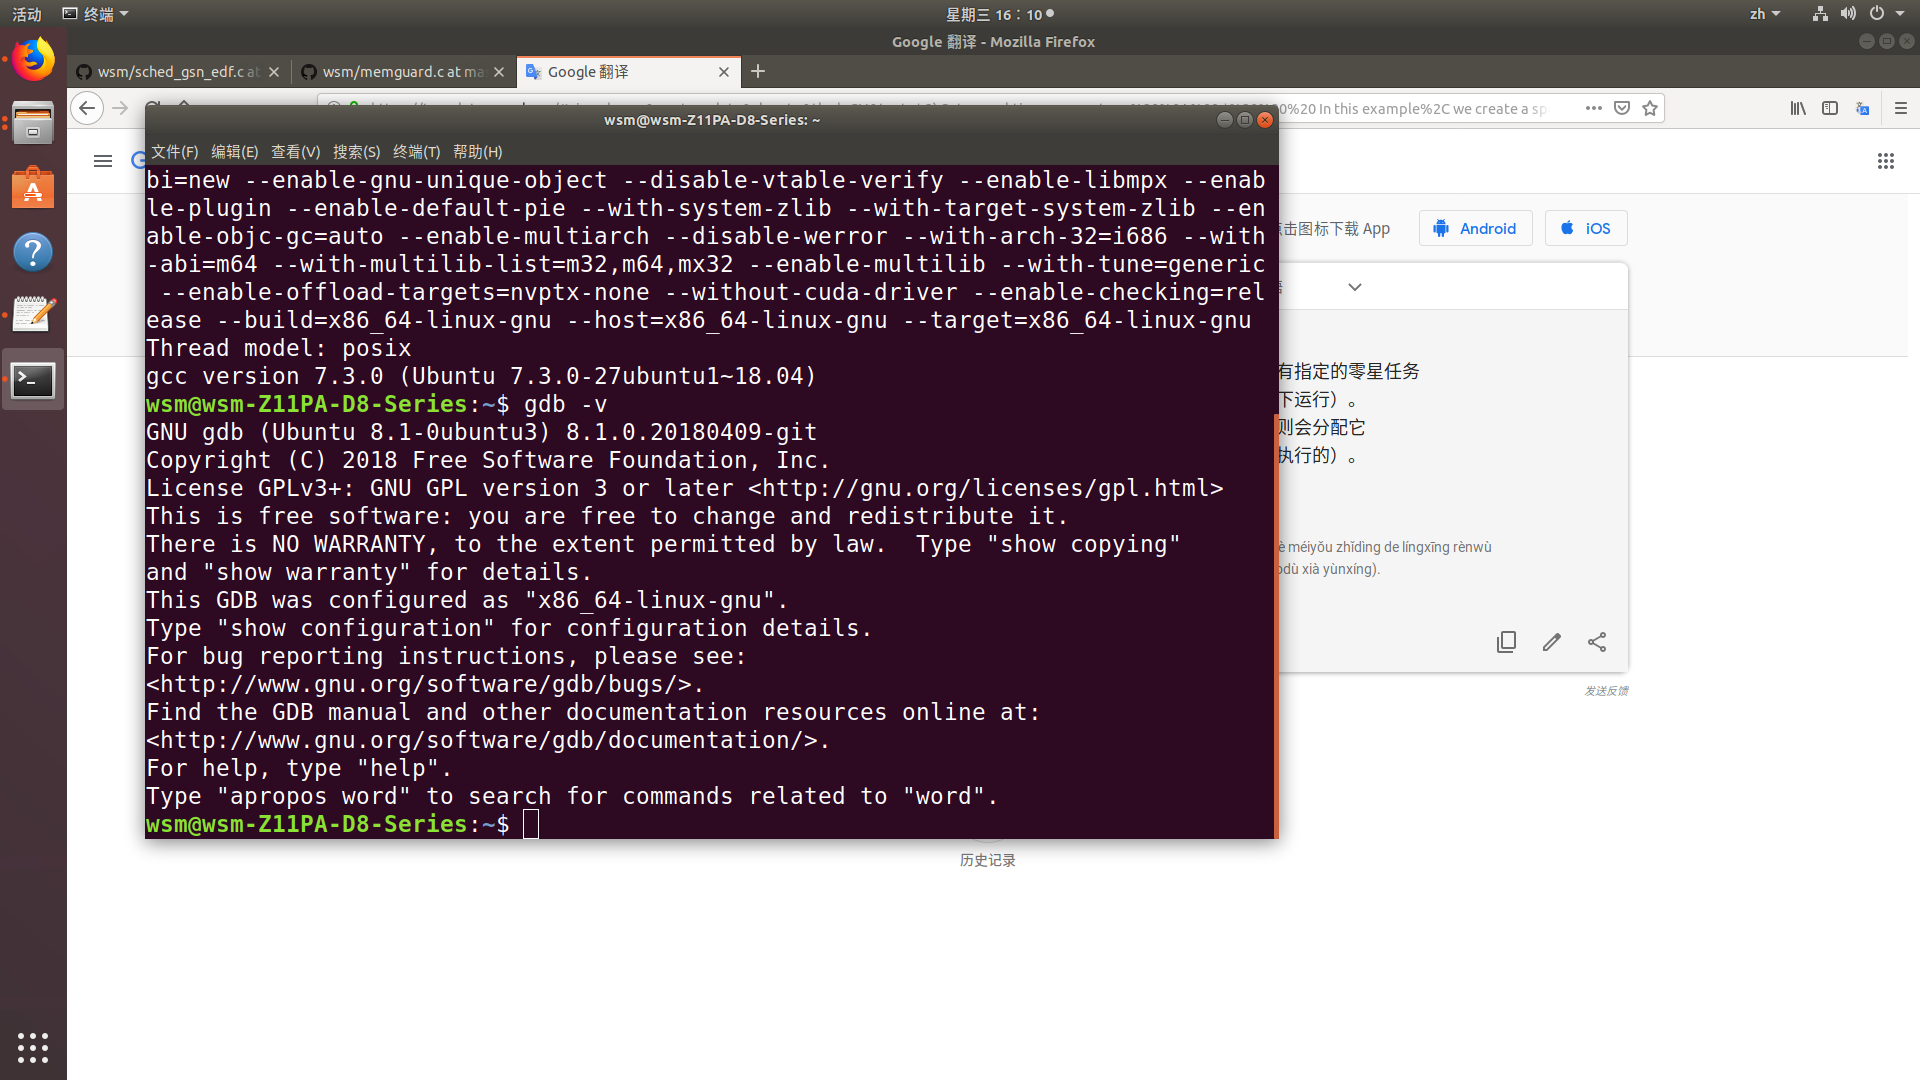 活动 终端 星期三 16：10 zh
Google 翻译 - Mozilla Firefox
wsm/sched_gsn_edf.c at wsm/memguard.c at ma Google 翻译
%20 In this example%2C we create a sp
wsm@wsm-Z11PA-D8-Series: ~
文件(F) 编辑(E) 查看(V) 搜索(S) 终端(T) 帮助(H)
bi=new --enable-gnu-unique-object --disable-vtable-verify --enable-libmpx --enab
le-plugin --enable-default-pie --with-system-zlib --with-target-system-zlib --en
able-objc-gc=auto --enable-multiarch --disable-werror --with-arch-32=i686 --with
-abi=m64 --with-multilib-list=m32,m64,mx32 --enable-multilib --with-tune=generic
 --enable-offload-targets=nvptx-none --without-cuda-driver --enable-checking=rel
ease --build=x86_64-linux-gnu --host=x86_64-linux-gnu --target=x86_64-linux-gnu
Thread model: posix
gcc version 7.3.0 (Ubuntu 7.3.0-27ubuntu1~18.04)
wsm@wsm-Z11PA-D8-Series:~$ gdb -v
GNU gdb (Ubuntu 8.1-0ubuntu3) 8.1.0.20180409-git
Copyright (C) 2018 Free Software Foundation, Inc.
License GPLv3+: GNU GPL version 3 or later <http://gnu.org/licenses/gpl.html>
This is free software: you are free to change and redistribute it.
There is NO WARRANTY, to the extent permitted by law.  Type "show copying"
and "show warranty" for details.
This GDB was configured as "x86_64-linux-gnu".
Type "show configuration" for configuration details.
For bug reporting instructions, please see:
<http://www.gnu.org/software/gdb/bugs/>.
Find the GDB manual and other documentation resources online at:
<http://www.gnu.org/software/gdb/documentation/>.
For help, type "help".
Type "apropos word" to search for commands related to "word".
wsm@wsm-Z11PA-D8-Series:~$
击图标下载 App Android iOS
有指定的零星任务
下运行）。
则会分配它
执行的）。
méiyǒu zhǐdìng de língxīng rènwù
xià yùnxíng).
发送反馈
历史记录